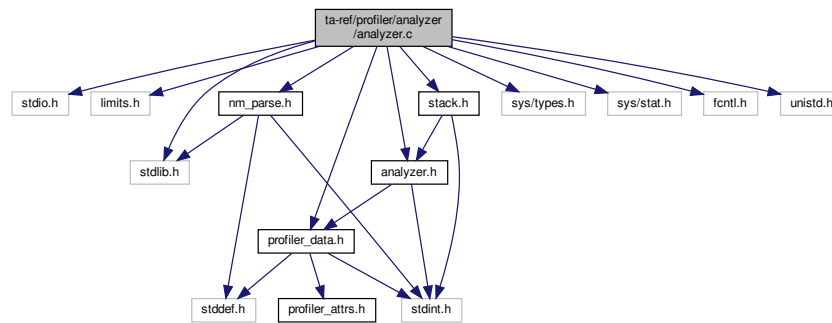 ta-ref/profiler/analyzer
/analyzer.c
stdio.h
limits.h
nm_parse.h
stack.h
sys/types.h
sys/stat.h
fcntl.h
unistd.h
stdlib.h
analyzer.h
profiler_data.h
stddef.h
profiler_attrs.h
stdint.h